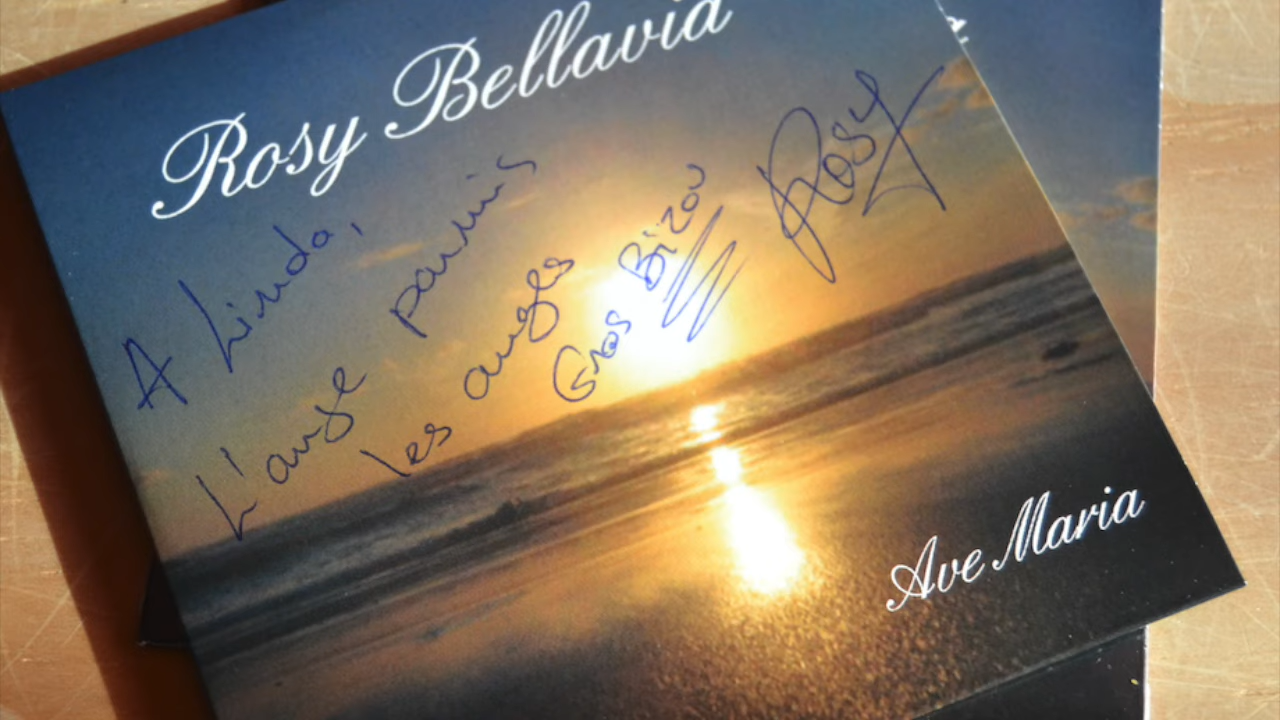 Rosy Bellavia
A Linda,
L'ange parmis
les anges
Gros Bizou
Rosy
Ave Maria